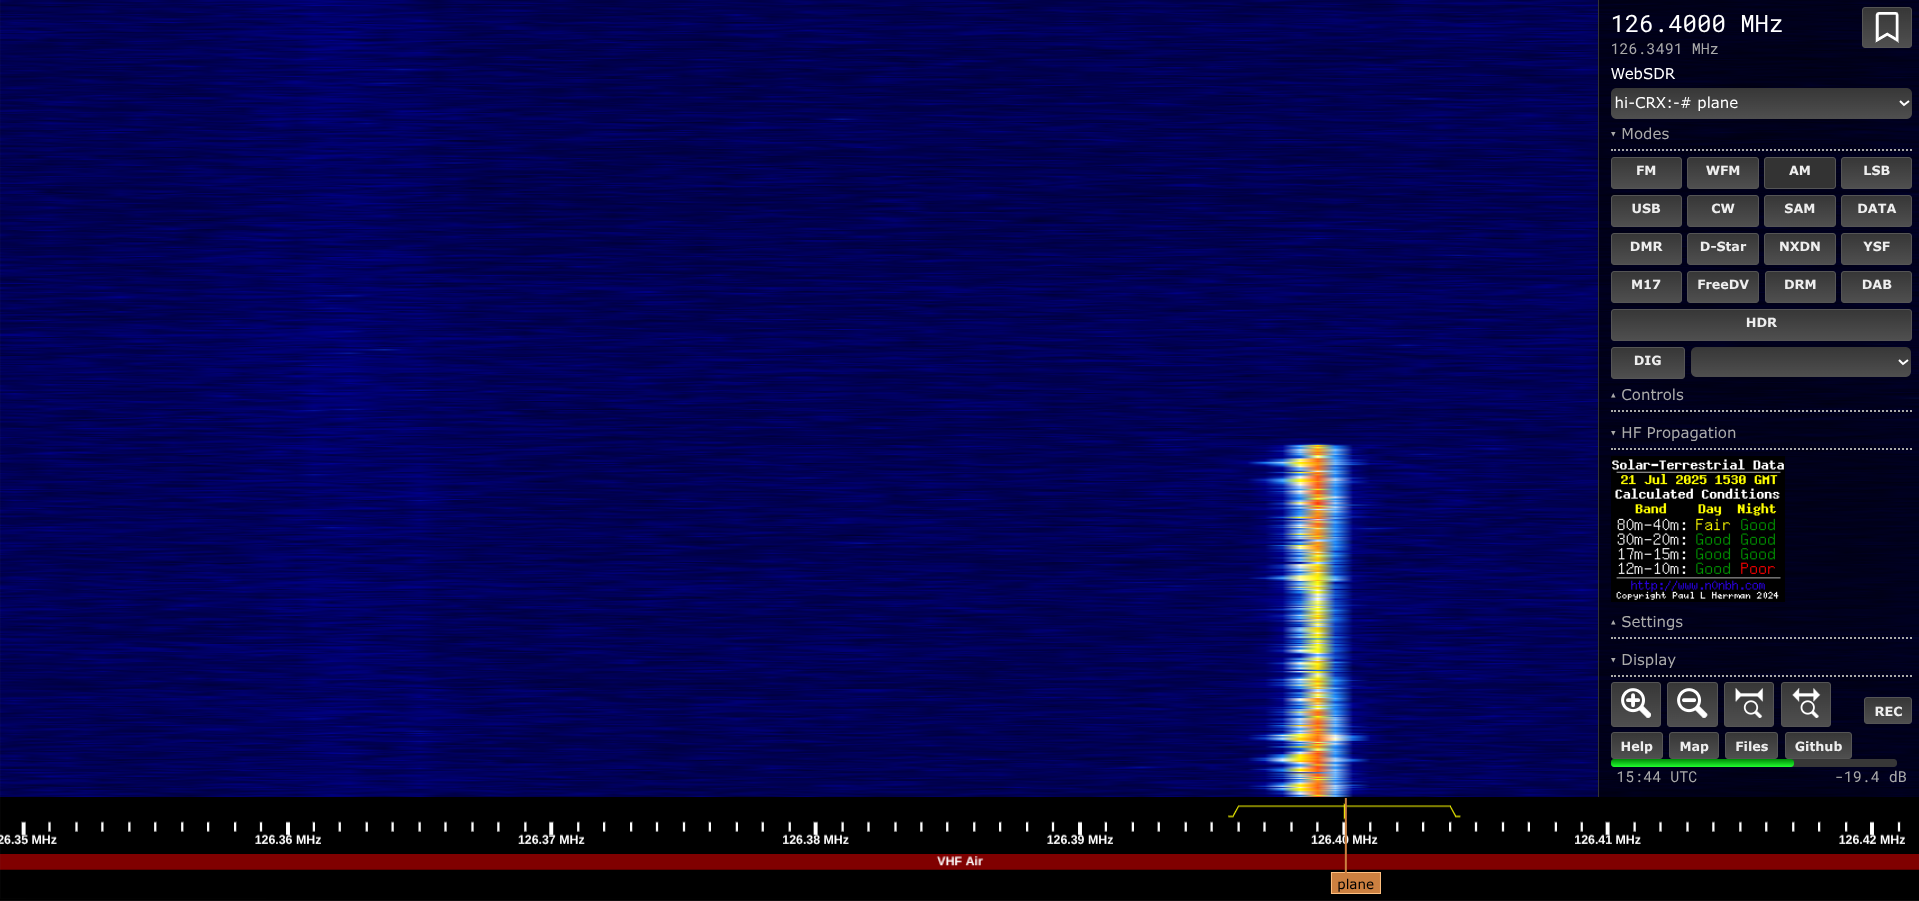 126.4000 MHz
126.3491 MHz
WebSDR
hi-CRX:-# plane
Modes
FM WFM AM LSB
USB CW SAM DATA
DMR D-Star NXDN YSF
M17 FreeDV DRM DAB
HDR
DIG
Controls
HF Propagation
Solar-Terrestrial Data
21 Jul 2025 1530 GMT
Calculated Conditions
Band Day Night
80m-40m: Fair Good
30m-20m: Good Good
17m-15m: Good Good
12m-10m: Good Poor
http://www.n0nbh.com
Copyright Paul L Herrman 2024
Settings
Display
REC
Help Map Files Github
15:44 UTC -19.4 dB
26.35 MHz 126.36 MHz 126.37 MHz 126.38 MHz 126.39 MHz 126.40 MHz 126.41 MHz 126.42 MHz
VHF Air
plane